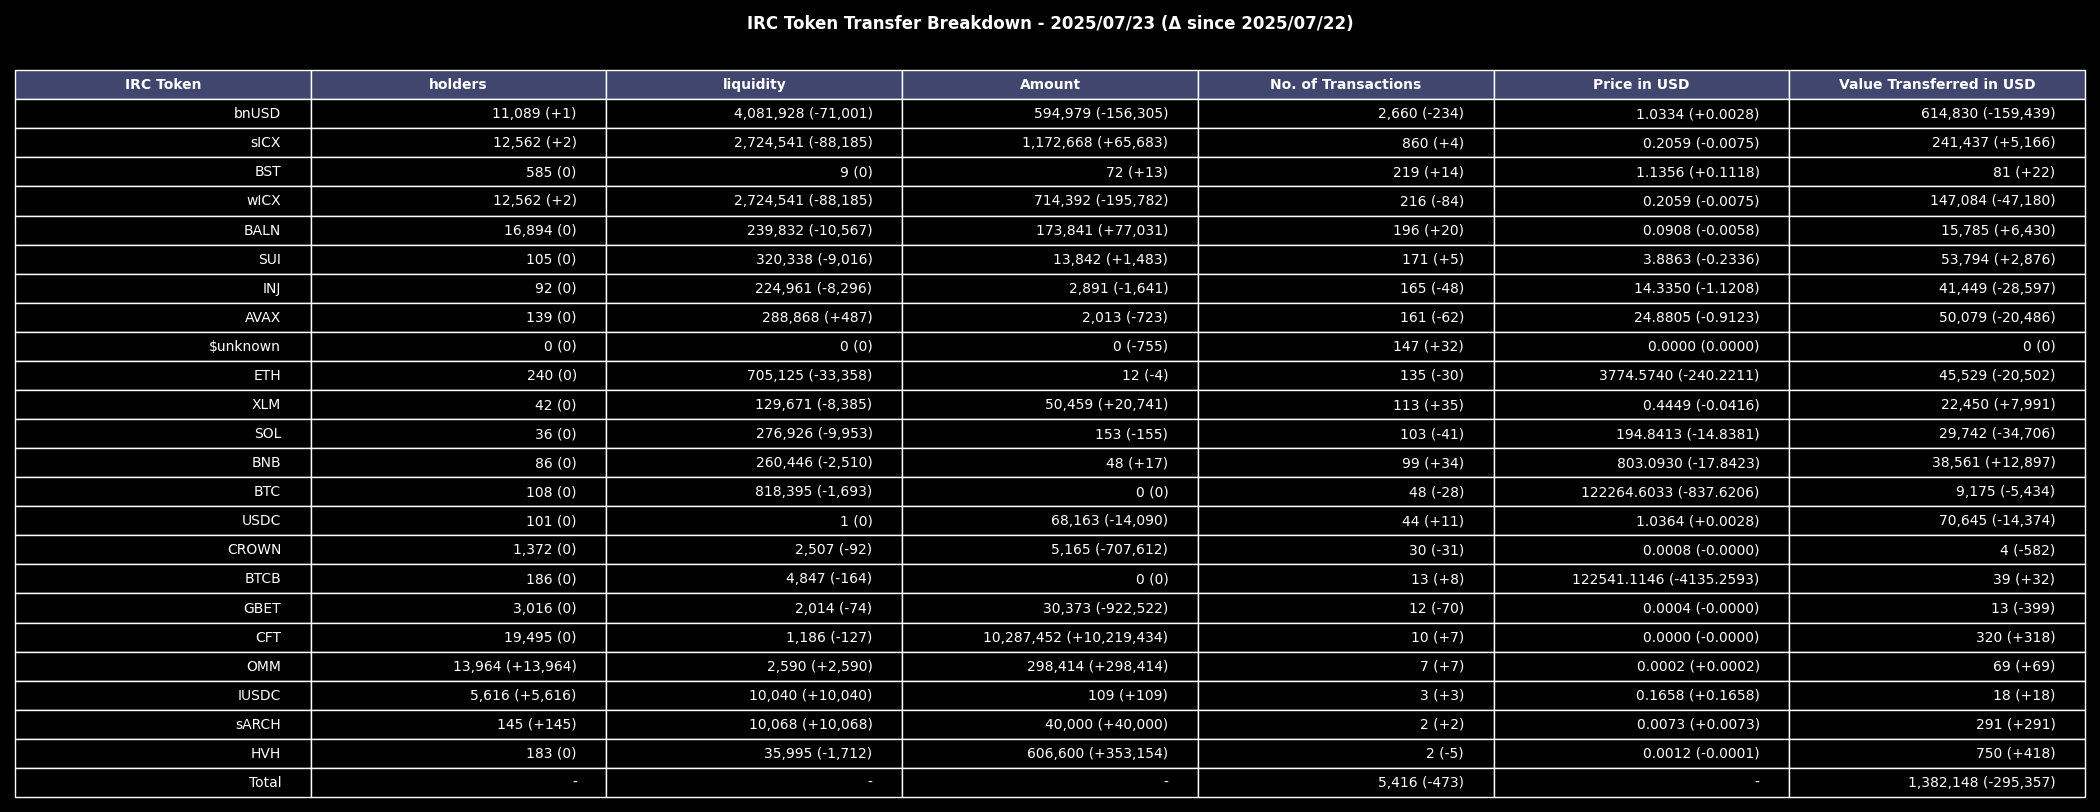 IRC Token Transfer Breakdown - 2025/07/23 (Δ since 2025/07/22)
IRC Token holders liquidity Amount No. of Transactions Price in USD Value Transferred in USD
bnUSD 11,089 (+1) 4,081,928 (-71,001) 594,979 (-156,305) 2,660 (-234) 1.0334 (+0.0028) 614,830 (-159,439)
sICX 12,562 (+2) 2,724,541 (-88,185) 1,172,668 (+65,683) 860 (+4) 0.2059 (-0.0075) 241,437 (+5,166)
BST 585 (0) 9 (0) 72 (+13) 219 (+14) 1.1356 (+0.1118) 81 (+22)
wICX 12,562 (+2) 2,724,541 (-88,185) 714,392 (-195,782) 216 (-84) 0.2059 (-0.0075) 147,084 (-47,180)
BALN 16,894 (0) 239,832 (-10,567) 173,841 (+77,031) 196 (+20) 0.0908 (-0.0058) 15,785 (+6,430)
SUI 105 (0) 320,338 (-9,016) 13,842 (+1,483) 171 (+5) 3.8863 (-0.2336) 53,794 (+2,876)
INJ 92 (0) 224,961 (-8,296) 2,891 (-1,641) 165 (-48) 14.3350 (-1.1208) 41,449 (-28,597)
AVAX 139 (0) 288,868 (+487) 2,013 (-723) 161 (-62) 24.8805 (-0.9123) 50,079 (-20,486)
$unknown 0 (0) 0 (0) 0 (-755) 147 (+32) 0.0000 (0.0000) 0 (0)
ETH 240 (0) 705,125 (-33,358) 12 (-4) 135 (-30) 3774.5740 (-240.2211) 45,529 (-20,502)
XLM 42 (0) 129,671 (-8,385) 50,459 (+20,741) 113 (+35) 0.4449 (-0.0416) 22,450 (+7,991)
SOL 36 (0) 276,926 (-9,953) 153 (-155) 103 (-41) 194.8413 (-14.8381) 29,742 (-34,706)
BNB 86 (0) 260,446 (-2,510) 48 (+17) 99 (+34) 803.0930 (-17.8423) 38,561 (+12,897)
BTC 108 (0) 818,395 (-1,693) 0 (0) 48 (-28) 122264.6033 (-837.6206) 9,175 (-5,434)
USDC 101 (0) 1 (0) 68,163 (-14,090) 44 (+11) 1.0364 (+0.0028) 70,645 (-14,374)
CROWN 1,372 (0) 2,507 (-92) 5,165 (-707,612) 30 (-31) 0.0008 (-0.0000) 4 (-582)
BTCB 186 (0) 4,847 (-164) 0 (0) 13 (+8) 122541.1146 (-4135.2593) 39 (+32)
GBET 3,016 (0) 2,014 (-74) 30,373 (-922,522) 12 (-70) 0.0004 (-0.0000) 13 (-399)
CFT 19,495 (0) 1,186 (-127) 10,287,452 (+10,219,434) 10 (+7) 0.0000 (-0.0000) 320 (+318)
OMM 13,964 (+13,964) 2,590 (+2,590) 298,414 (+298,414) 7 (+7) 0.0002 (+0.0002) 69 (+69)
IUSDC 5,616 (+5,616) 10,040 (+10,040) 109 (+109) 3 (+3) 0.1658 (+0.1658) 18 (+18)
sARCH 145 (+145) 10,068 (+10,068) 40,000 (+40,000) 2 (+2) 0.0073 (+0.0073) 291 (+291)
HVH 183 (0) 35,995 (-1,712) 606,600 (+353,154) 2 (-5) 0.0012 (-0.0001) 750 (+418)
Total - - - 5,416 (-473) - 1,382,148 (-295,357)